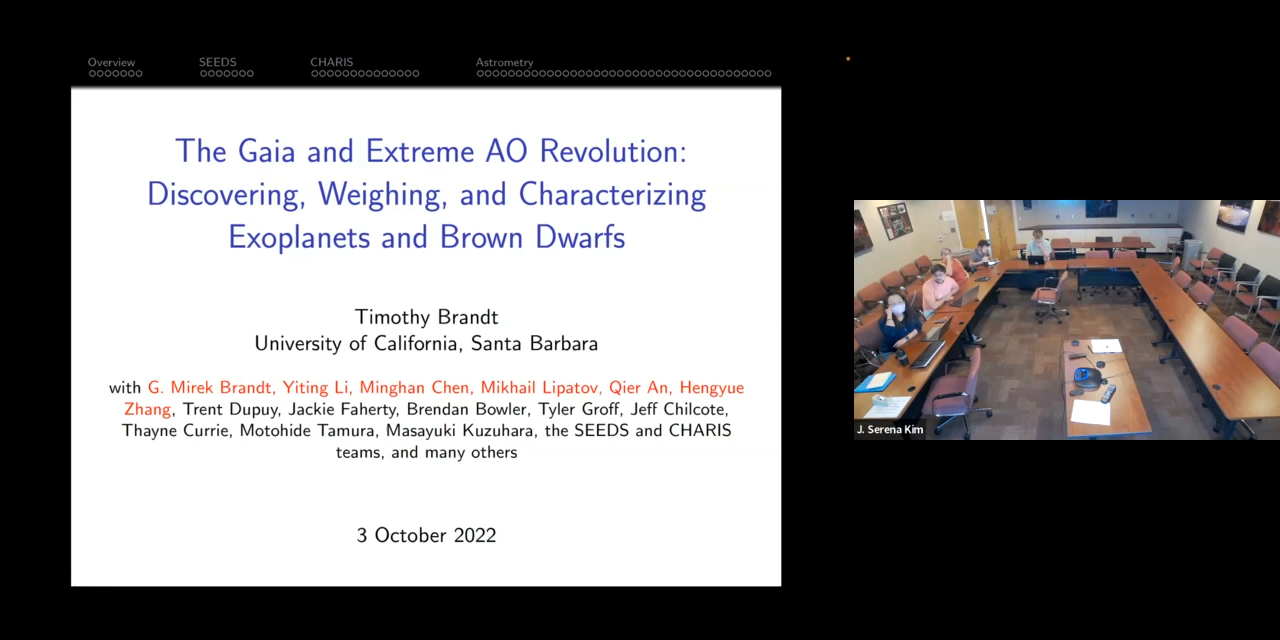 Overview SEEDS CHARIS Astrometry
The Gaia and Extreme AO Revolution:
Discovering, Weighing, and Characterizing
Exoplanets and Brown Dwarfs
Timothy Brandt
University of California, Santa Barbara
with G. Mirek Brandt, Yiting Li, Minghan Chen, Mikhail Lipatov, Qier An, Hengyue
Zhang, Trent Dupuy, Jackie Faherty, Brendan Bowler, Tyler Groff, Jeff Chilcote,
Thayne Currie, Motohide Tamura, Masayuki Kuzuhara, the SEEDS and CHARIS
teams, and many others
3 October 2022
J. Serena Kim